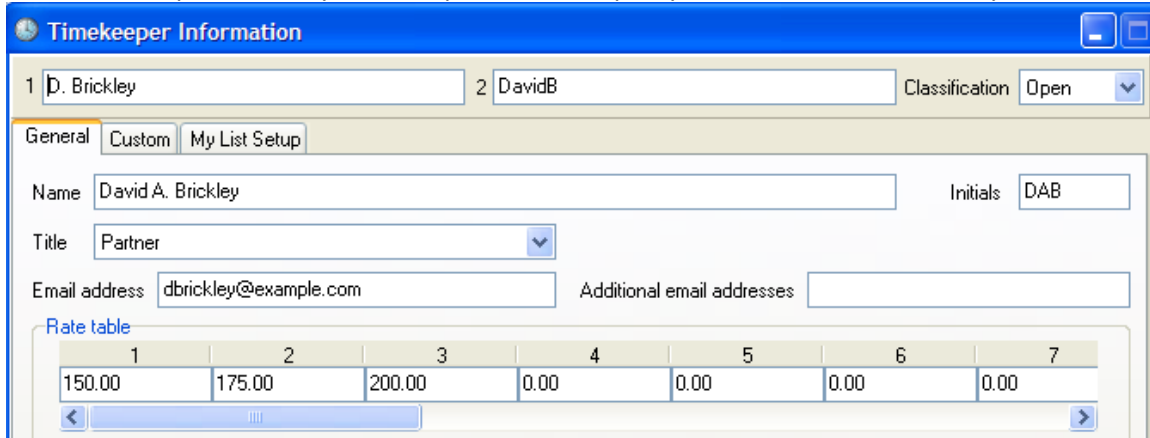 Timekeeper Information
1 D. Brickley 2 DavidB Classification Open
General Custom My List Setup
Name David A. Brickley Initials DAB
Title Partner
Email address dbrickley@example.com Additional email addresses
Rate table
1 2 3 4 5 6 7
150.00 175.00 200.00 0.00 0.00 0.00 0.00